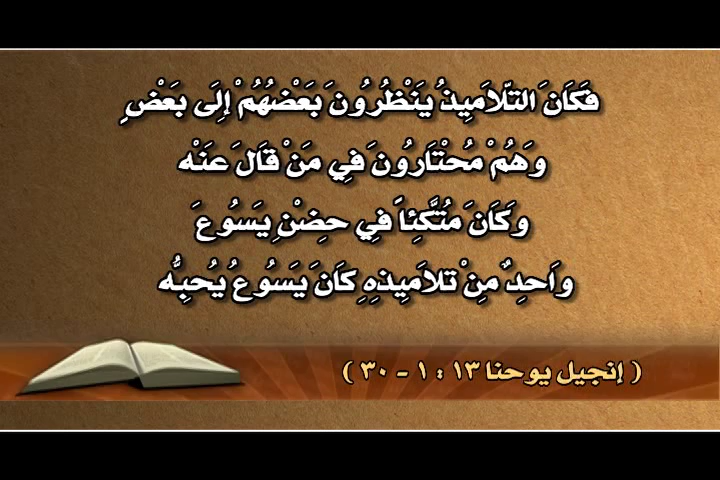 فَكَانَ التّلاَمِيذُ يَنْظُرُونَ بَعْضُهُمْ إِلَى بَعْضٍ
وَهُمْ مُحْتَارُونَ فِي مَنْ قَالَ عَنْه
وَكَانَ مُتَّكِئاً فِي حِضْنِ يَسُوعَ
وَاحِدٌ مِنْ تلاَمِيذِهِ كَانَ يَسُوعُ يُحبِّهُ
( إنجيل يوحنا ١٣ : ١ - ٣٠ )